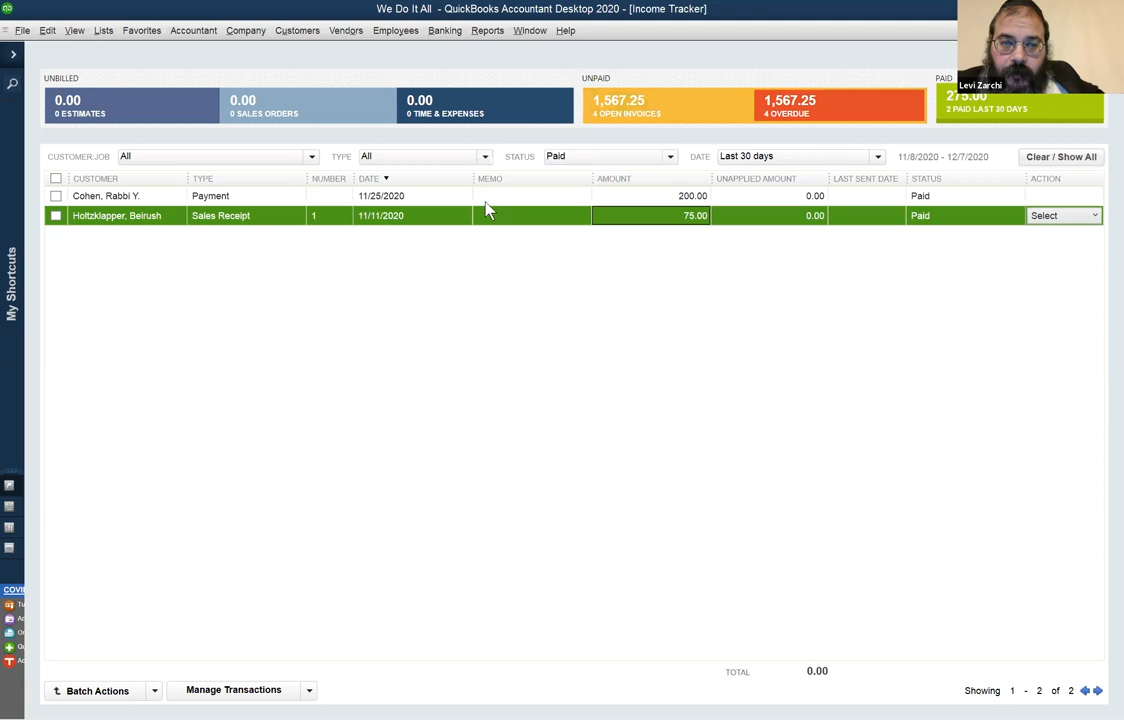 We Do It All - QuickBooks Accountant Desktop 2020 - [Income Tracker]
File Edit View Lists Favorites Accountant Company Customers Vendors Employees Banking Reports Window Help
Levi Zarchi
UNBILLED UNPAID PAID
0.00 0.00 0.00 1,567.25 1,567.25 275.00
0 ESTIMATES 0 SALES ORDERS 0 TIME & EXPENSES 4 OPEN INVOICES 4 OVERDUE 2 PAID LAST 30 DAYS
CUSTOMER:JOB All TYPE All STATUS Paid DATE Last 30 days 11/8/2020 - 12/7/2020 Clear / Show All
CUSTOMER TYPE NUMBER DATE MEMO AMOUNT UNAPPLIED AMOUNT LAST SENT DATE STATUS ACTION
Cohen, Rabbi Y. Payment 11/25/2020 200.00 0.00 Paid
Holtzklapper, Beirush Sales Receipt 1 11/11/2020 75.00 0.00 Paid Select
My Shortcuts
COVI
Tu
Ac
Or
Qu
Ac
TOTAL 0.00
Batch Actions Manage Transactions Showing 1 - 2 of 2